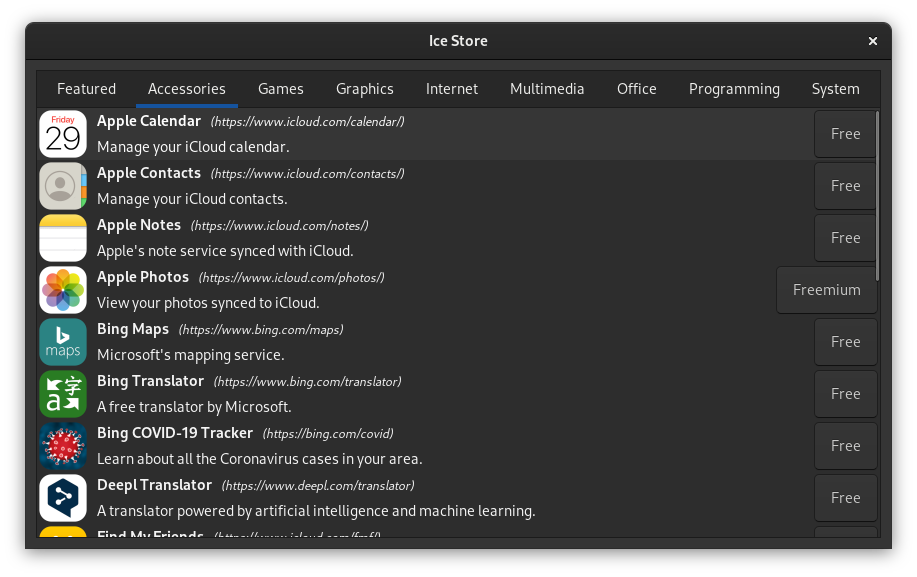 Ice Store
Featured Accessories Games Graphics Internet Multimedia Office Programming System
Friday
29
Apple Calendar (https://www.icloud.com/calendar/)
Manage your iCloud calendar.
Free
Apple Contacts (https://www.icloud.com/contacts/)
Manage your iCloud contacts.
Free
Apple Notes (https://www.icloud.com/notes/)
Apple's note service synced with iCloud.
Free
Apple Photos (https://www.icloud.com/photos/)
View your photos synced to iCloud.
Freemium
maps
Bing Maps (https://www.bing.com/maps)
Microsoft's mapping service.
Free
a 字
Bing Translator (https://www.bing.com/translator)
A free translator by Microsoft.
Free
Bing COVID-19 Tracker (https://bing.com/covid)
Learn about all the Coronavirus cases in your area.
Free
Deepl Translator (https://www.deepl.com/translator)
A translator powered by artificial intelligence and machine learning.
Free
Find My Friends (https://www.icloud.com/fmf/)